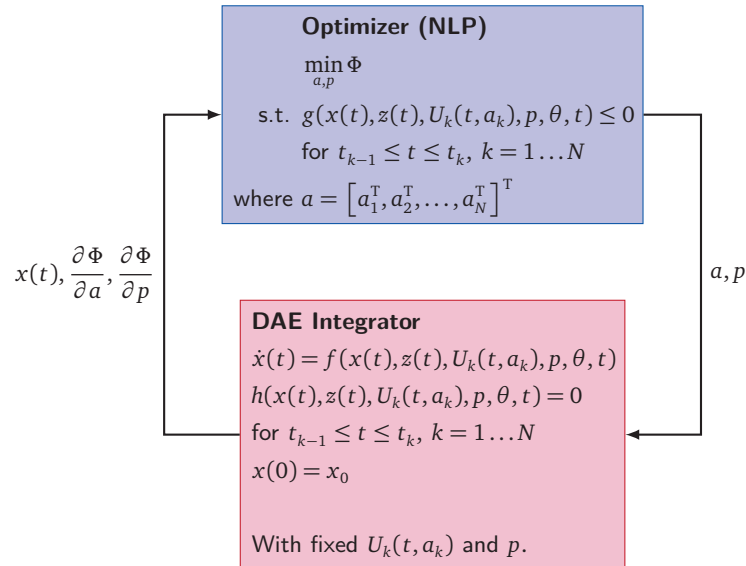 Optimizer (NLP)
min Φ
a,p
s.t. g(x(t), z(t), U_k(t, a_k), p, θ, t) ≤ 0
for t_{k−1} ≤ t ≤ t_k, k = 1 … N
where a = [a_1^T, a_2^T, …, a_N^T]^T
x(t), ∂Φ/∂a, ∂Φ/∂p
a, p
DAE Integrator
ẋ(t) = f(x(t), z(t), U_k(t, a_k), p, θ, t)
h(x(t), z(t), U_k(t, a_k), p, θ, t) = 0
for t_{k−1} ≤ t ≤ t_k, k = 1 … N
x(0) = x_0
With fixed U_k(t, a_k) and p.